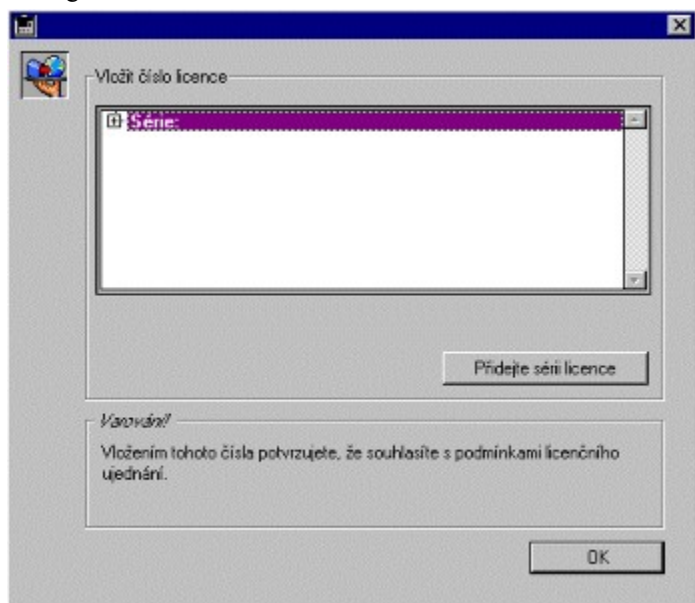 Vložit číslo licence
Série:
Přidejte sérii licence
Varování!
Vložením tohoto čísla potvrzujete, že souhlasíte s podmínkami licenčního
ujednání.
OK